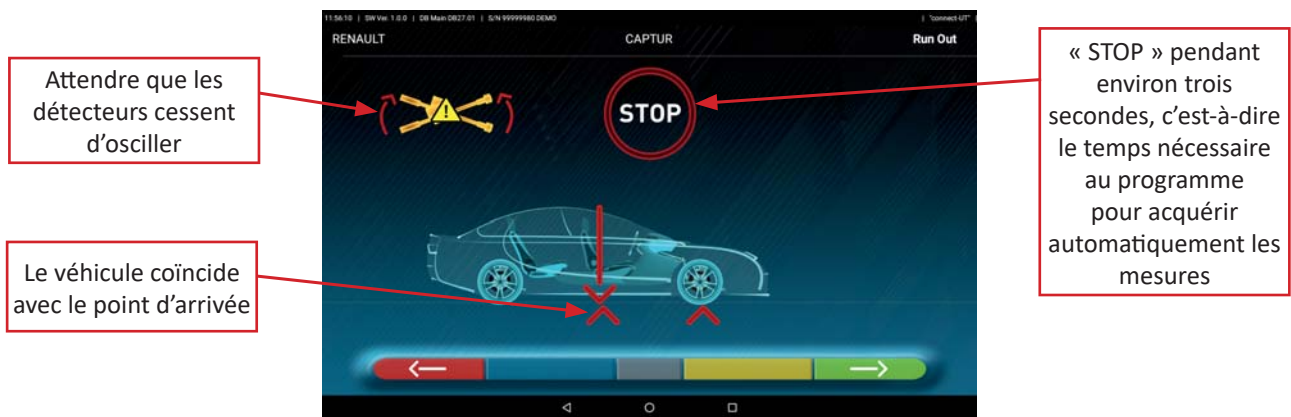 11:56:10 | SW Ver. 1.0.0 | DB Main DB27.01 | S/N 99999980 DEMO | "connect-UT" |
RENAULT CAPTUR Run Out
Attendre que les
détecteurs cessent
d'osciller
STOP
« STOP » pendant
environ trois
secondes, c'est-à-dire
le temps nécessaire
au programme
pour acquérir
automatiquement les
mesures
Le véhicule coïncide
avec le point d'arrivée